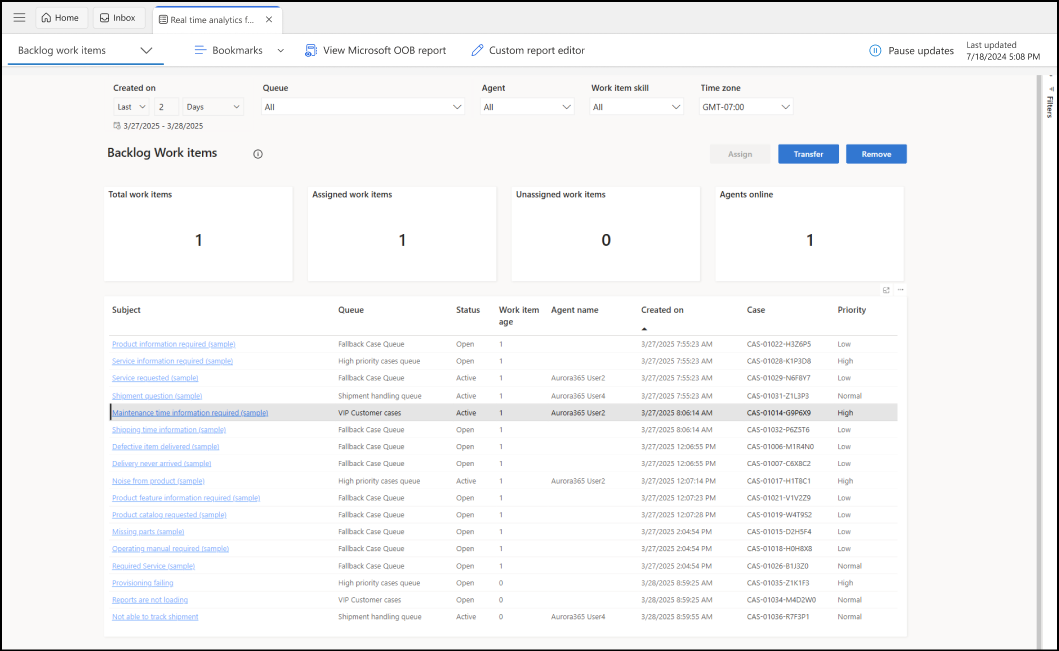 Home
Inbox
Real time analytics f...
Backlog work items
Bookmarks
View Microsoft OOB report
Custom report editor
Pause updates
Last updated
7/18/2024 5:08 PM
Filters
Created on Queue Agent Work item skill Time zone
Last 2 Days All All All GMT-07:00
3/27/2025 - 3/28/2025
Backlog Work items
Assign Transfer Remove
Total work items Assigned work items Unassigned work items Agents online
1 1 0 1
Subject Queue Status Work item age Agent name Created on Case Priority
Product information required (sample) Fallback Case Queue Open 1 3/27/2025 7:55:23 AM CAS-01022-H3Z6P5 Low
Service information required (sample) High priority cases queue Open 1 3/27/2025 7:55:23 AM CAS-01028-K1P3D8 High
Service requested (sample) Fallback Case Queue Active 1 Aurora365 User2 3/27/2025 7:55:23 AM CAS-01029-N6F8Y7 Low
Shipment question (sample) Shipment handling queue Active 1 Aurora365 User4 3/27/2025 7:55:23 AM CAS-01031-Z1L3P3 Normal
Maintenance time information required (sample) VIP Customer cases Active 1 Aurora365 User2 3/27/2025 8:06:14 AM CAS-01014-G9P6X9 High
Shipping time information (sample) Fallback Case Queue Open 1 3/27/2025 8:06:14 AM CAS-01032-P6Z5T6 Low
Defective item delivered (sample) Fallback Case Queue Open 1 3/27/2025 12:06:55 PM CAS-01006-M1R4N0 Low
Delivery never arrived (sample) Fallback Case Queue Open 1 3/27/2025 12:06:55 PM CAS-01007-C6X8C2 Low
Noise from product (sample) High priority cases queue Active 1 Aurora365 User2 3/27/2025 12:07:14 PM CAS-01017-H1T8C1 High
Product feature information required (sample) Fallback Case Queue Open 1 3/27/2025 12:07:23 PM CAS-01021-V1V2Z9 Low
Product catalog requested (sample) Fallback Case Queue Open 1 3/27/2025 12:07:28 PM CAS-01019-W4T9S2 Low
Missing parts (sample) Fallback Case Queue Open 1 3/27/2025 2:04:54 PM CAS-01015-D2H5F4 Low
Operating manual required (sample) Fallback Case Queue Open 1 3/27/2025 2:04:54 PM CAS-01018-H0H8X8 Low
Required Service (sample) Fallback Case Queue Open 1 3/27/2025 2:04:54 PM CAS-01026-B1J3Z0 Normal
Provisioning failing High priority cases queue Open 0 3/28/2025 8:59:25 AM CAS-01035-Z1K1F3 High
Reports are not loading VIP Customer cases Open 0 3/28/2025 8:59:25 AM CAS-01034-M4D2W0 Normal
Not able to track shipment Shipment handling queue Active 0 Aurora365 User4 3/28/2025 8:59:55 AM CAS-01036-R7F3P1 Normal